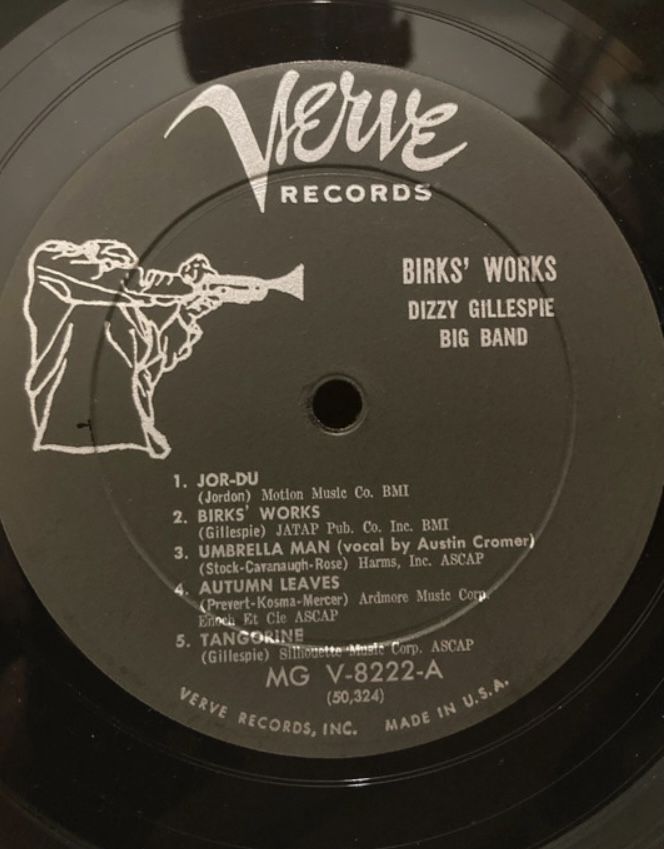 Verve
RECORDS
BIRKS' WORKS
DIZZY GILLESPIE
BIG BAND
1. JOR-DU
(Jordon) Motion Music Co. BMI
2. BIRKS' WORKS
(Gillespie) JATAP Pub. Co. Inc. BMI
3. UMBRELLA MAN (vocal by Austin Cromer)
(Stock-Cavanaugh-Rose) Harms, Inc. ASCAP
4. AUTUMN LEAVES
(Prevert-Kosma-Mercer) Ardmore Music Corp.
Enoch Et Cie ASCAP
5. TANGORINE
(Gillespie) Silhouette Music Corp. ASCAP
MG V-8222-A
(50,324)
VERVE RECORDS, INC. MADE IN U.S.A.